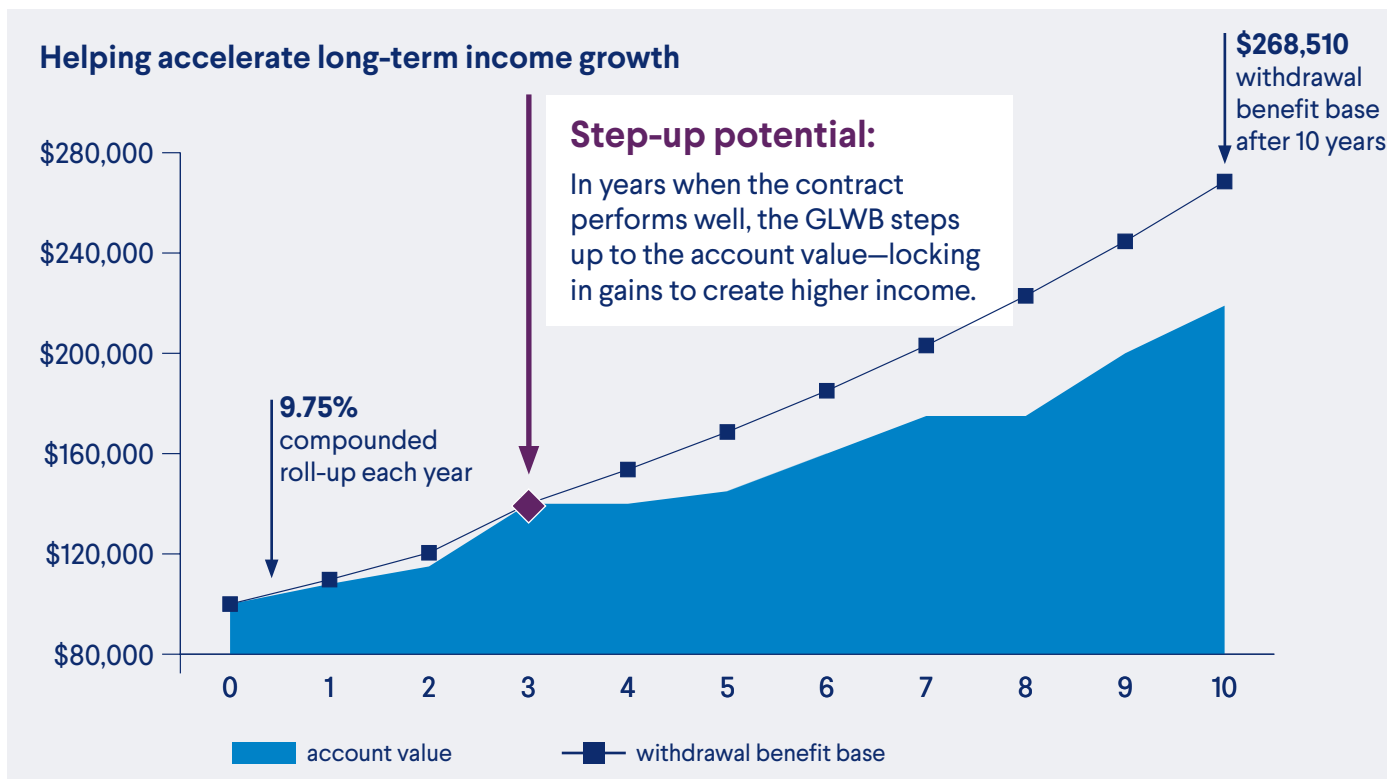 Helping accelerate long-term income growth
$268,510
withdrawal
benefit base
after 10 years
Step-up potential:
In years when the contract
performs well, the GLWB steps
up to the account value—locking
in gains to create higher income.
$280,000
$240,000
$200,000
$160,000
$120,000
$80,000
9.75%
compounded
roll-up each year
0 1 2 3 4 5 6 7 8 9 10
account value withdrawal benefit base